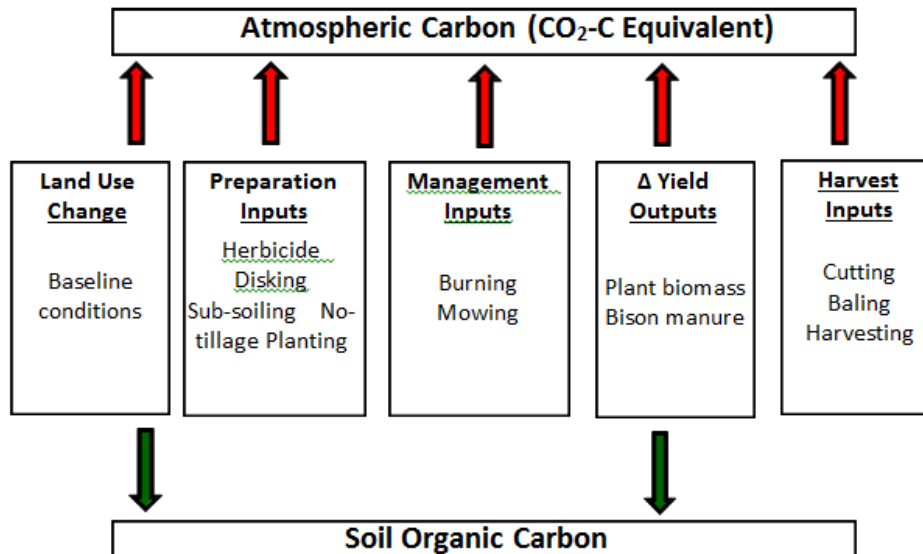 Atmospheric Carbon (CO₂-C Equivalent)
Land Use
Change
Baseline
conditions
Preparation
Inputs
Herbicide
Disking
Sub-soiling No-
tillage Planting
Management
Inputs
Burning
Mowing
Δ Yield
Outputs
Plant biomass
Bison manure
Harvest
Inputs
Cutting
Baling
Harvesting
Soil Organic Carbon